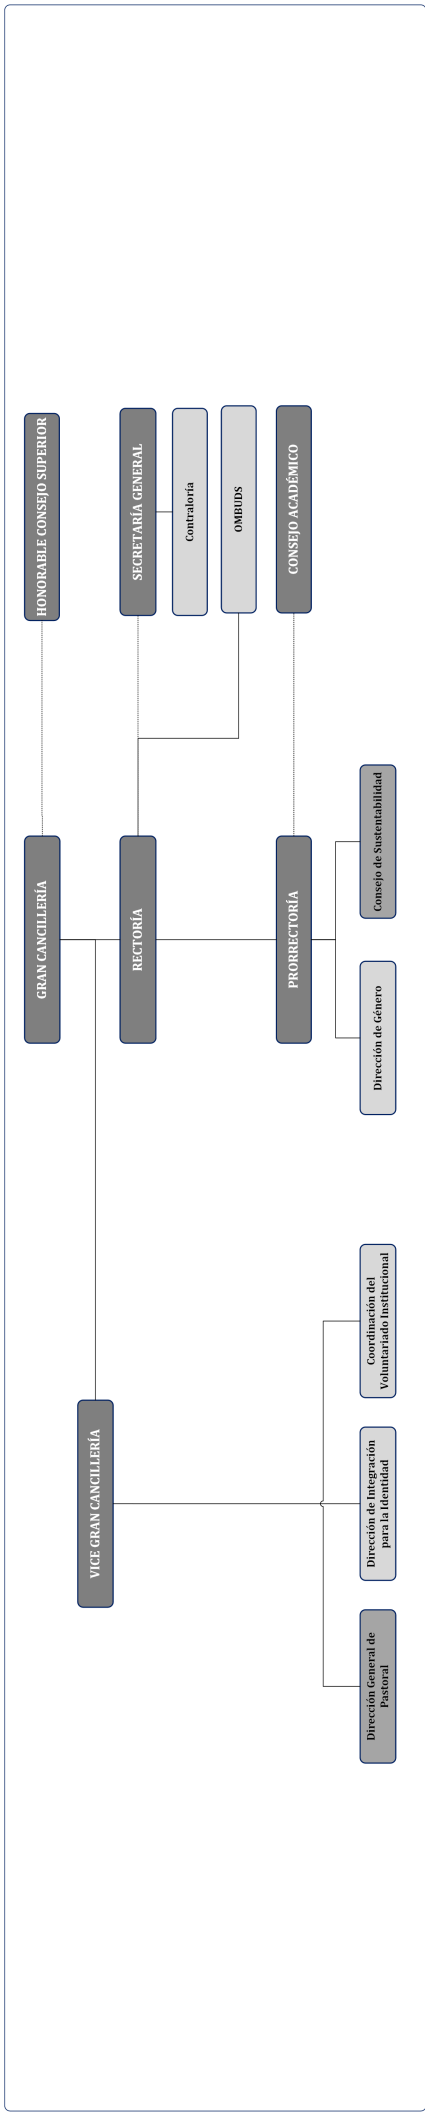 GRAN CANCILLERÍA
HONORABLE CONSEJO SUPERIOR
VICE GRAN CANCILLERÍA
RECTORÍA
SECRETARÍA GENERAL
Contraloría
OMBUDS
PRORRECTORÍA
CONSEJO ACADÉMICO
Dirección General de
Pastoral
Dirección de Integración
para la Identidad
Coordinación del
Voluntariado Institucional
Dirección de Género
Consejo de Sustentabilidad